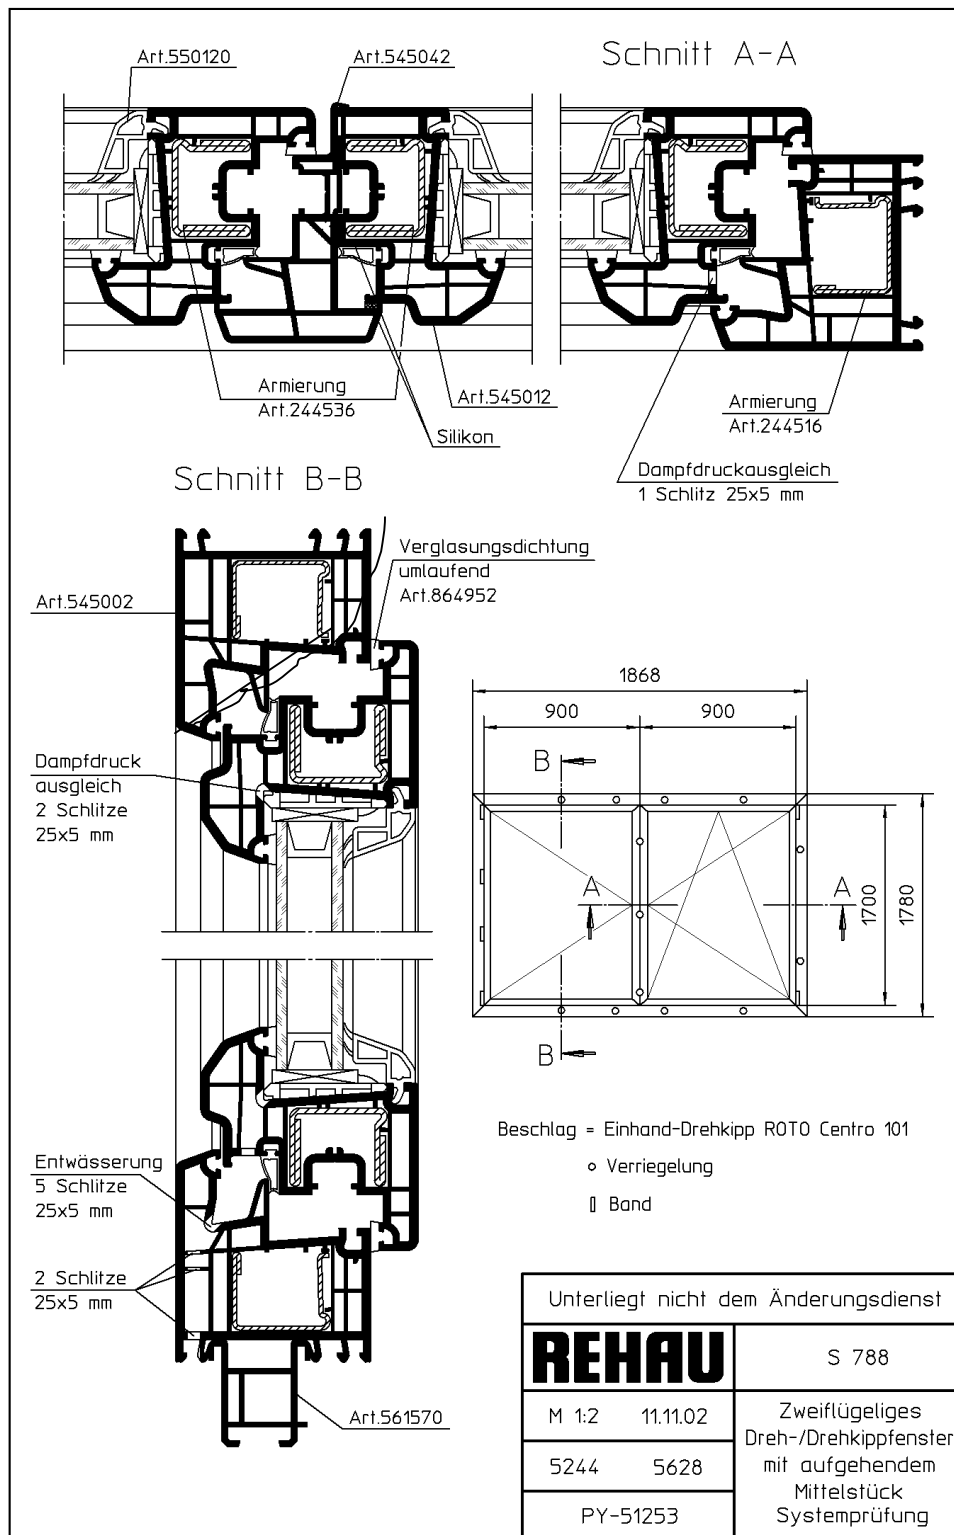 Schnitt A-A
Art.550120
Art.545042
Armierung
Art.244536
Art.545012
Silikon
Armierung
Art.244516
Dampfdruckausgleich
1 Schlitz 25x5 mm
Schnitt B-B
Verglasungsdichtung
umlaufend
Art.864952
Art.545002
Dampfdruck
ausgleich
2 Schlitze
25x5 mm
1868
900
900
B
A
A
1700
1780
B
Beschlag = Einhand-Drehkipp ROTO Centro 101
Verriegelung
Band
Entwässerung
5 Schlitze
25x5 mm
2 Schlitze
25x5 mm
Art.561570
Unterliegt nicht dem Änderungsdienst
REHAU
S 788
M 1:2 11.11.02
5244 5628
PY-51253
Zweiflügeliges
Dreh-/Drehkippfenster
mit aufgehendem
Mittelstück
Systemprüfung